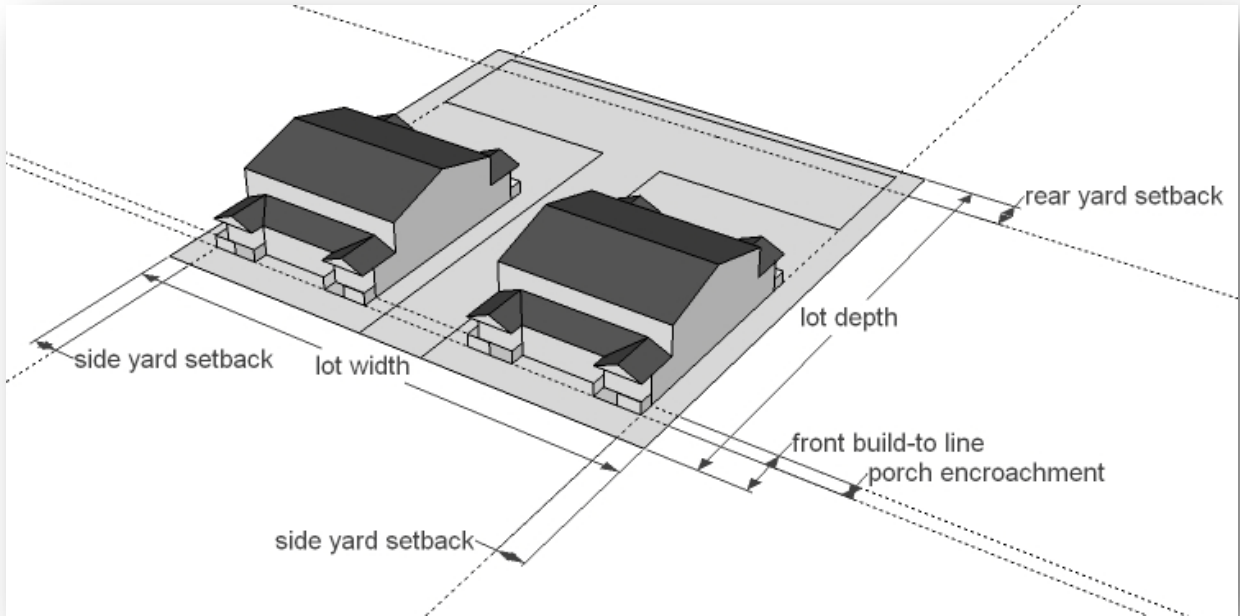 rear yard setback
lot depth
side yard setback
lot width
front build-to line
porch encroachment
side yard setback